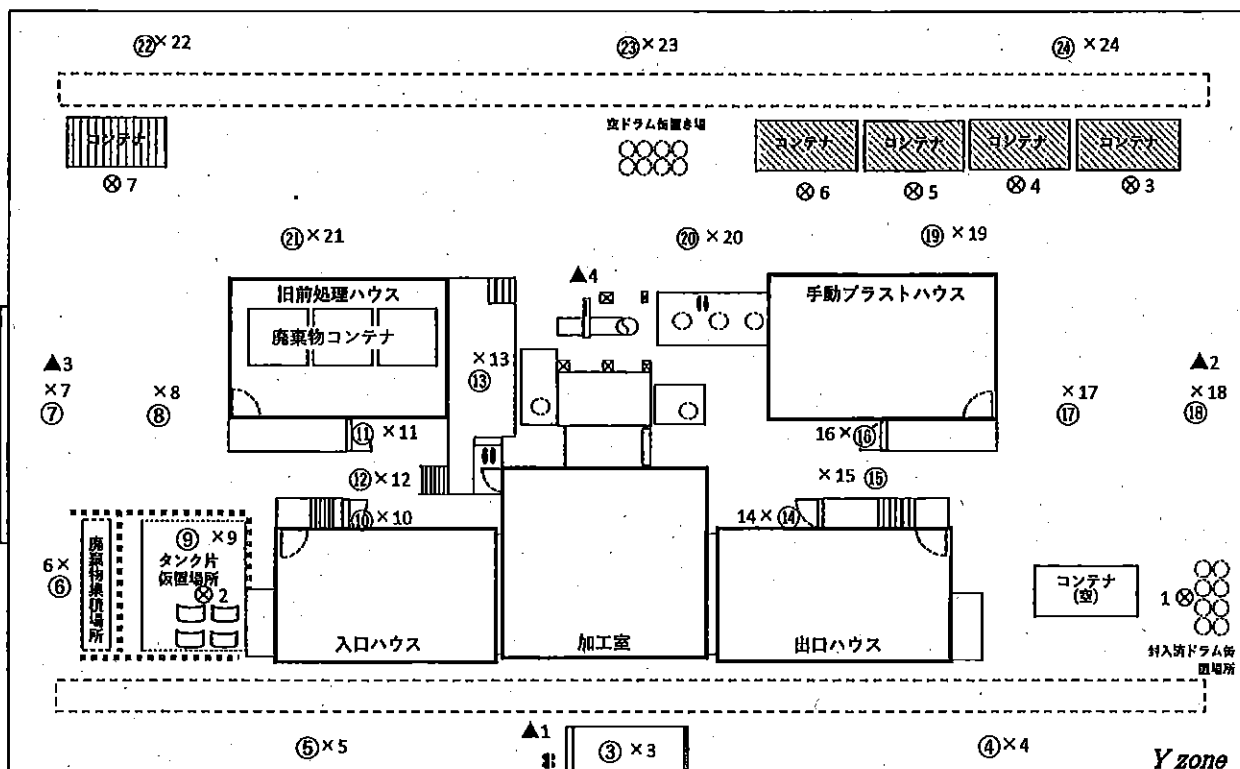 ㉒×22
㉓×23
㉔×24
コンテナ
空ドラム缶置き場
コンテナ
コンテナ
コンテナ
コンテナ
⊗7
⊗6
⊗5
⊗4
⊗3
㉑×21
⑳×20
⑲×19
▲4
旧前処理ハウス
廃棄物コンテナ
手動ブラストハウス
▲3
×7
⑦
×8
⑧
×13
⑬
×17
⑰
▲2
×18
⑱
⑪×11
16×⑯
⑫×12
×15⑮
⑩×10
14×⑭
6×
⑥
廃棄物集積場所
⑨×9
タンク片
仮置場所
⊗2
入口ハウス
加工室
出口ハウス
コンテナ
(空)
1⊗
封入済ドラム缶
置場所
⑤×5
▲1
③×3
④×4
Y zone